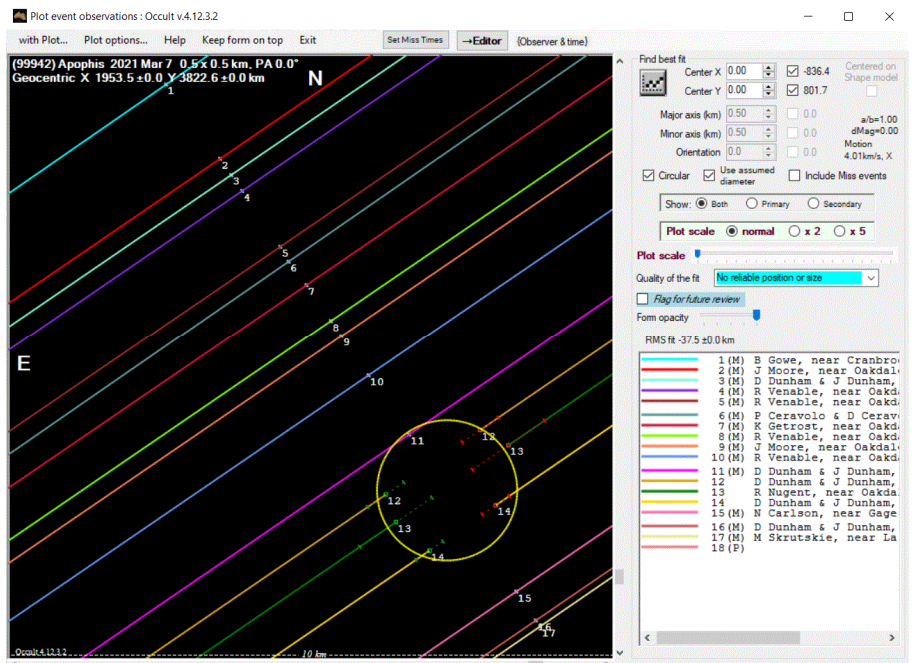 Plot event observations : Occult v.4.12.3.2
with Plot... Plot options... Help Keep form on top Exit Set Miss Times →Editor {Observer & time}
(99942) Apophis 2021 Mar 7 0.5 x 0.5 km, PA 0.0°
Geocentric X 1953.5 ±0.0 Y 3822.6 ±0.0 km
N
1
2
3
4
5
6
7
8
9
E
10
11
12
13
12
14
13
14
15
16
17
Occult 4.12.3.2
10 km
Find best fit
Center X 0.00 -836.4
Center Y 0.00 801.7
Centered on
Shape model
Major axis (km) 0.50 0.0
Minor axis (km) 0.50 0.0
Orientation 0.0 0.0
a/b=1.00
dMag=0.00
Motion
4.01km/s, X
Circular Use assumed diameter Include Miss events
Show: Both Primary Secondary
Plot scale normal x 2 x 5
Plot scale
Quality of the fit No reliable position or size
Flag for future review
Form opacity
RMS fit -37.5 ±0.0 km
1(M) B Gowe, near Cranbro
2(M) J Moore, near Oakdal
3(M) D Dunham & J Dunham,
4(M) R Venable, near Oakd
5(M) R Venable, near Oakd
6(M) P Ceravolo & D Cerav
7(M) K Getrost, near Oakd
8(M) R Venable, near Oakd
9(M) J Moore, near Oakdal
10(M) R Venable, near Oakd
11(M) D Dunham & J Dunham,
12 D Dunham & J Dunham,
13 R Nugent, near Oakdal
14 D Dunham & J Dunham,
15(M) N Carlson, near Gage
16(M) D Dunham & J Dunham,
17(M) M Skrutskie, near La
18(P)